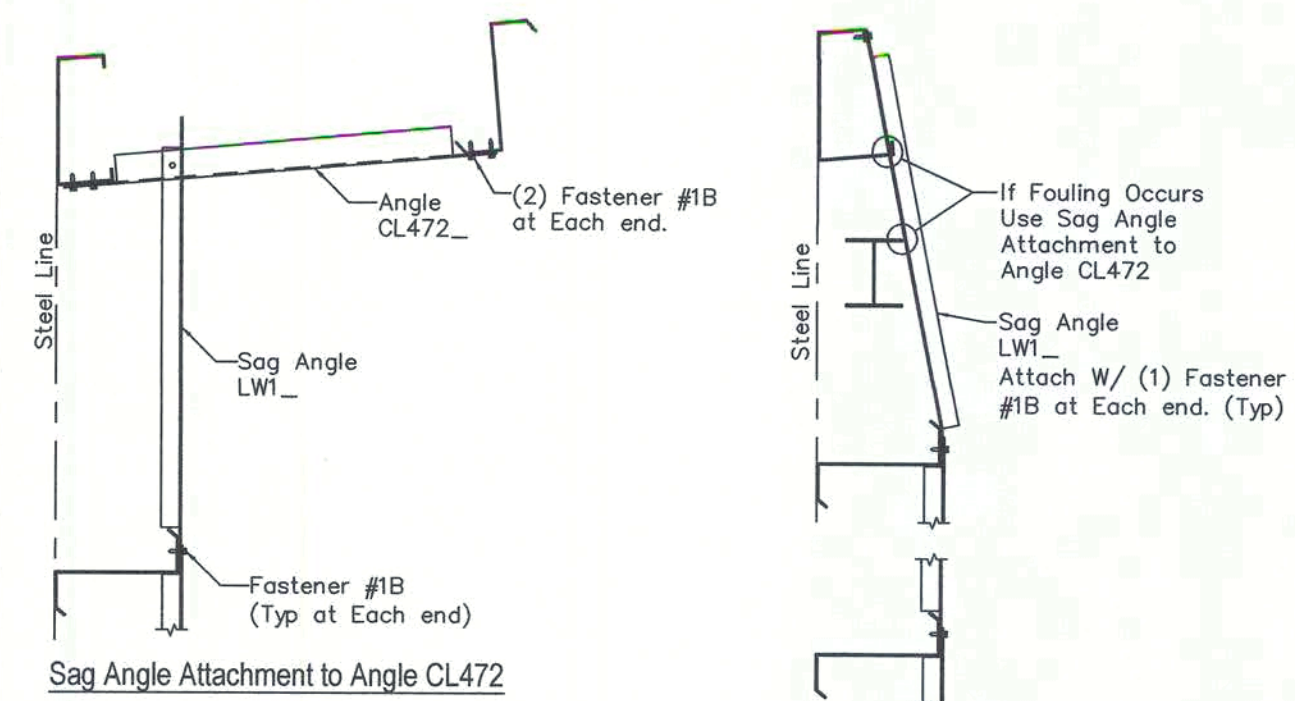 Steel Line
Angle
CL472_
(2) Fastener #1B
at Each end.
Sag Angle
LW1_
Fastener #1B
(Typ at Each end)
Sag Angle Attachment to Angle CL472
Steel Line
If Fouling Occurs
Use Sag Angle
Attachment to
Angle CL472
Sag Angle
LW1_
Attach W/ (1) Fastener
#1B at Each end. (Typ)